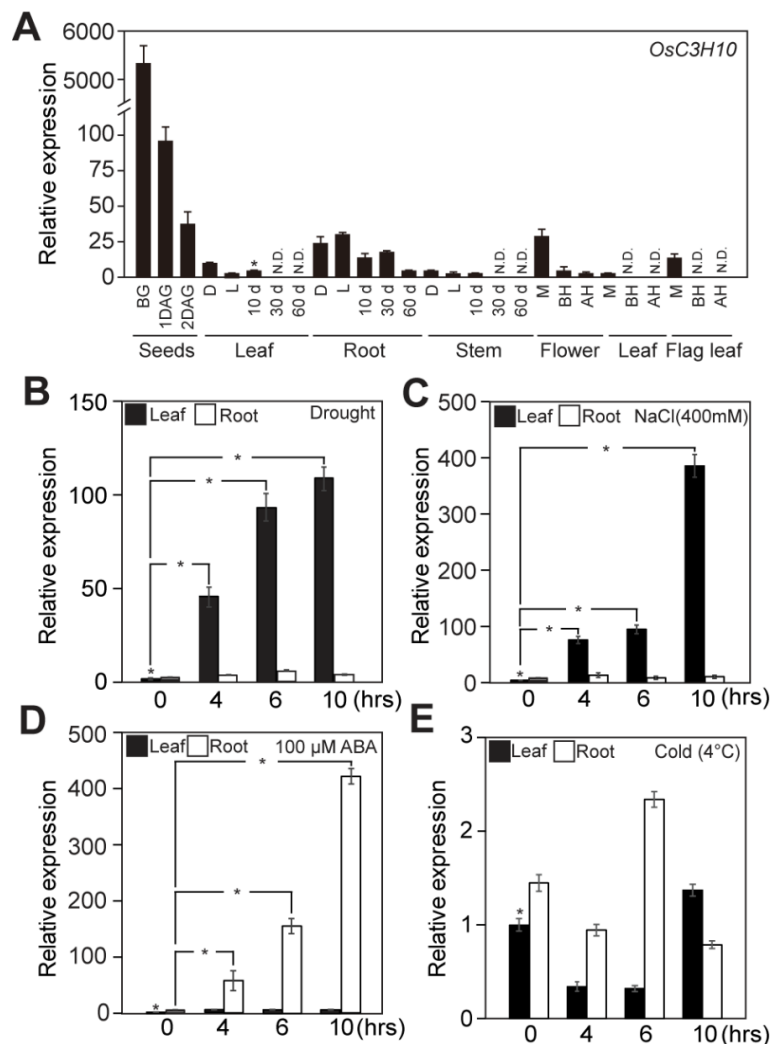 A
OsC3H10
Relative expression
6000
5000
100
75
50
25
0
BG 1DAG 2DAG D L 10 d 30 d 60 d D L 10 d 30 d 60 d D L 10 d 30 d 60 d M BH AH M BH AH M BH AH
* N.D. N.D. N.D. N.D. N.D. N.D. N.D. N.D.
Seeds Leaf Root Stem Flower Leaf Flag leaf
B
Leaf Root Drought
Relative expression
150
100
50
0
* * * *
0 4 6 10 (hrs)
C
Leaf Root NaCl(400mM)
Relative expression
500
400
300
200
100
0
* * * *
0 4 6 10 (hrs)
D
Leaf Root 100 µM ABA
Relative expression
500
400
300
200
100
0
* * * *
0 4 6 10 (hrs)
E
Leaf Root Cold (4°C)
Relative expression
3
2
1
0
*
0 4 6 10 (hrs)